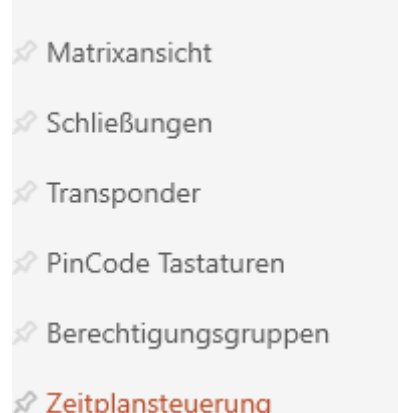 Matrixansicht
Schließungen
Transponder
PinCode Tastaturen
Berechtigungsgruppen
Zeitplansteuerung